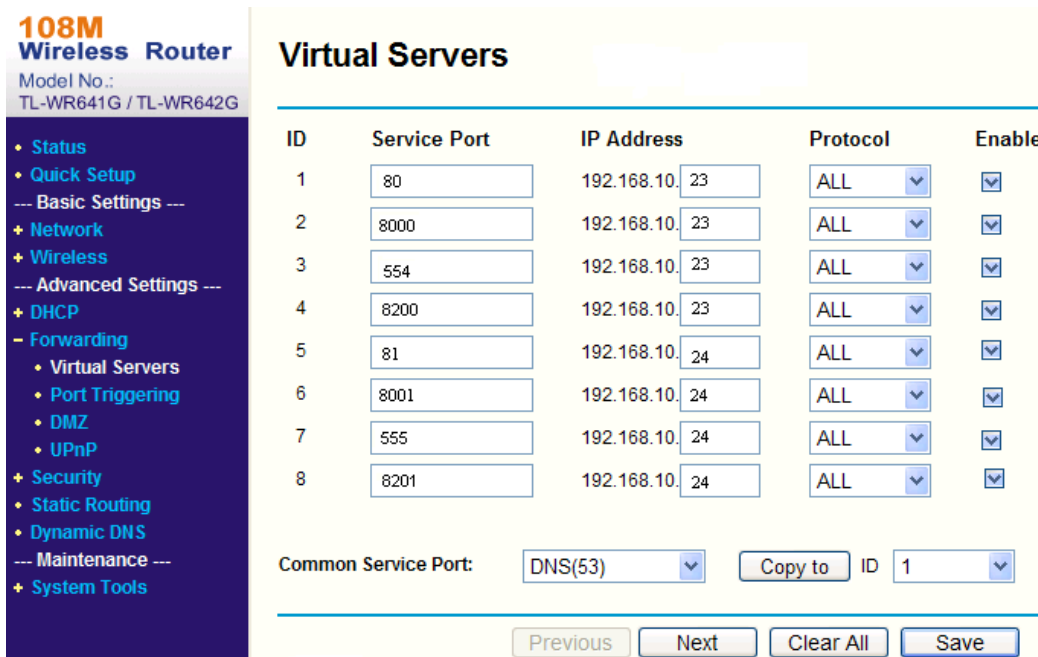 108M
Wireless Router
Model No.:
TL-WR641G / TL-WR642G
• Status
• Quick Setup
--- Basic Settings ---
+ Network
+ Wireless
--- Advanced Settings ---
+ DHCP
– Forwarding
• Virtual Servers
• Port Triggering
• DMZ
• UPnP
+ Security
• Static Routing
• Dynamic DNS
--- Maintenance ---
+ System Tools
Virtual Servers
ID Service Port IP Address Protocol Enable
1 80 192.168.10. 23 ALL
2 8000 192.168.10. 23 ALL
3 554 192.168.10. 23 ALL
4 8200 192.168.10. 23 ALL
5 81 192.168.10. 24 ALL
6 8001 192.168.10. 24 ALL
7 555 192.168.10. 24 ALL
8 8201 192.168.10. 24 ALL
Common Service Port: DNS(53) Copy to ID 1
Previous Next Clear All Save